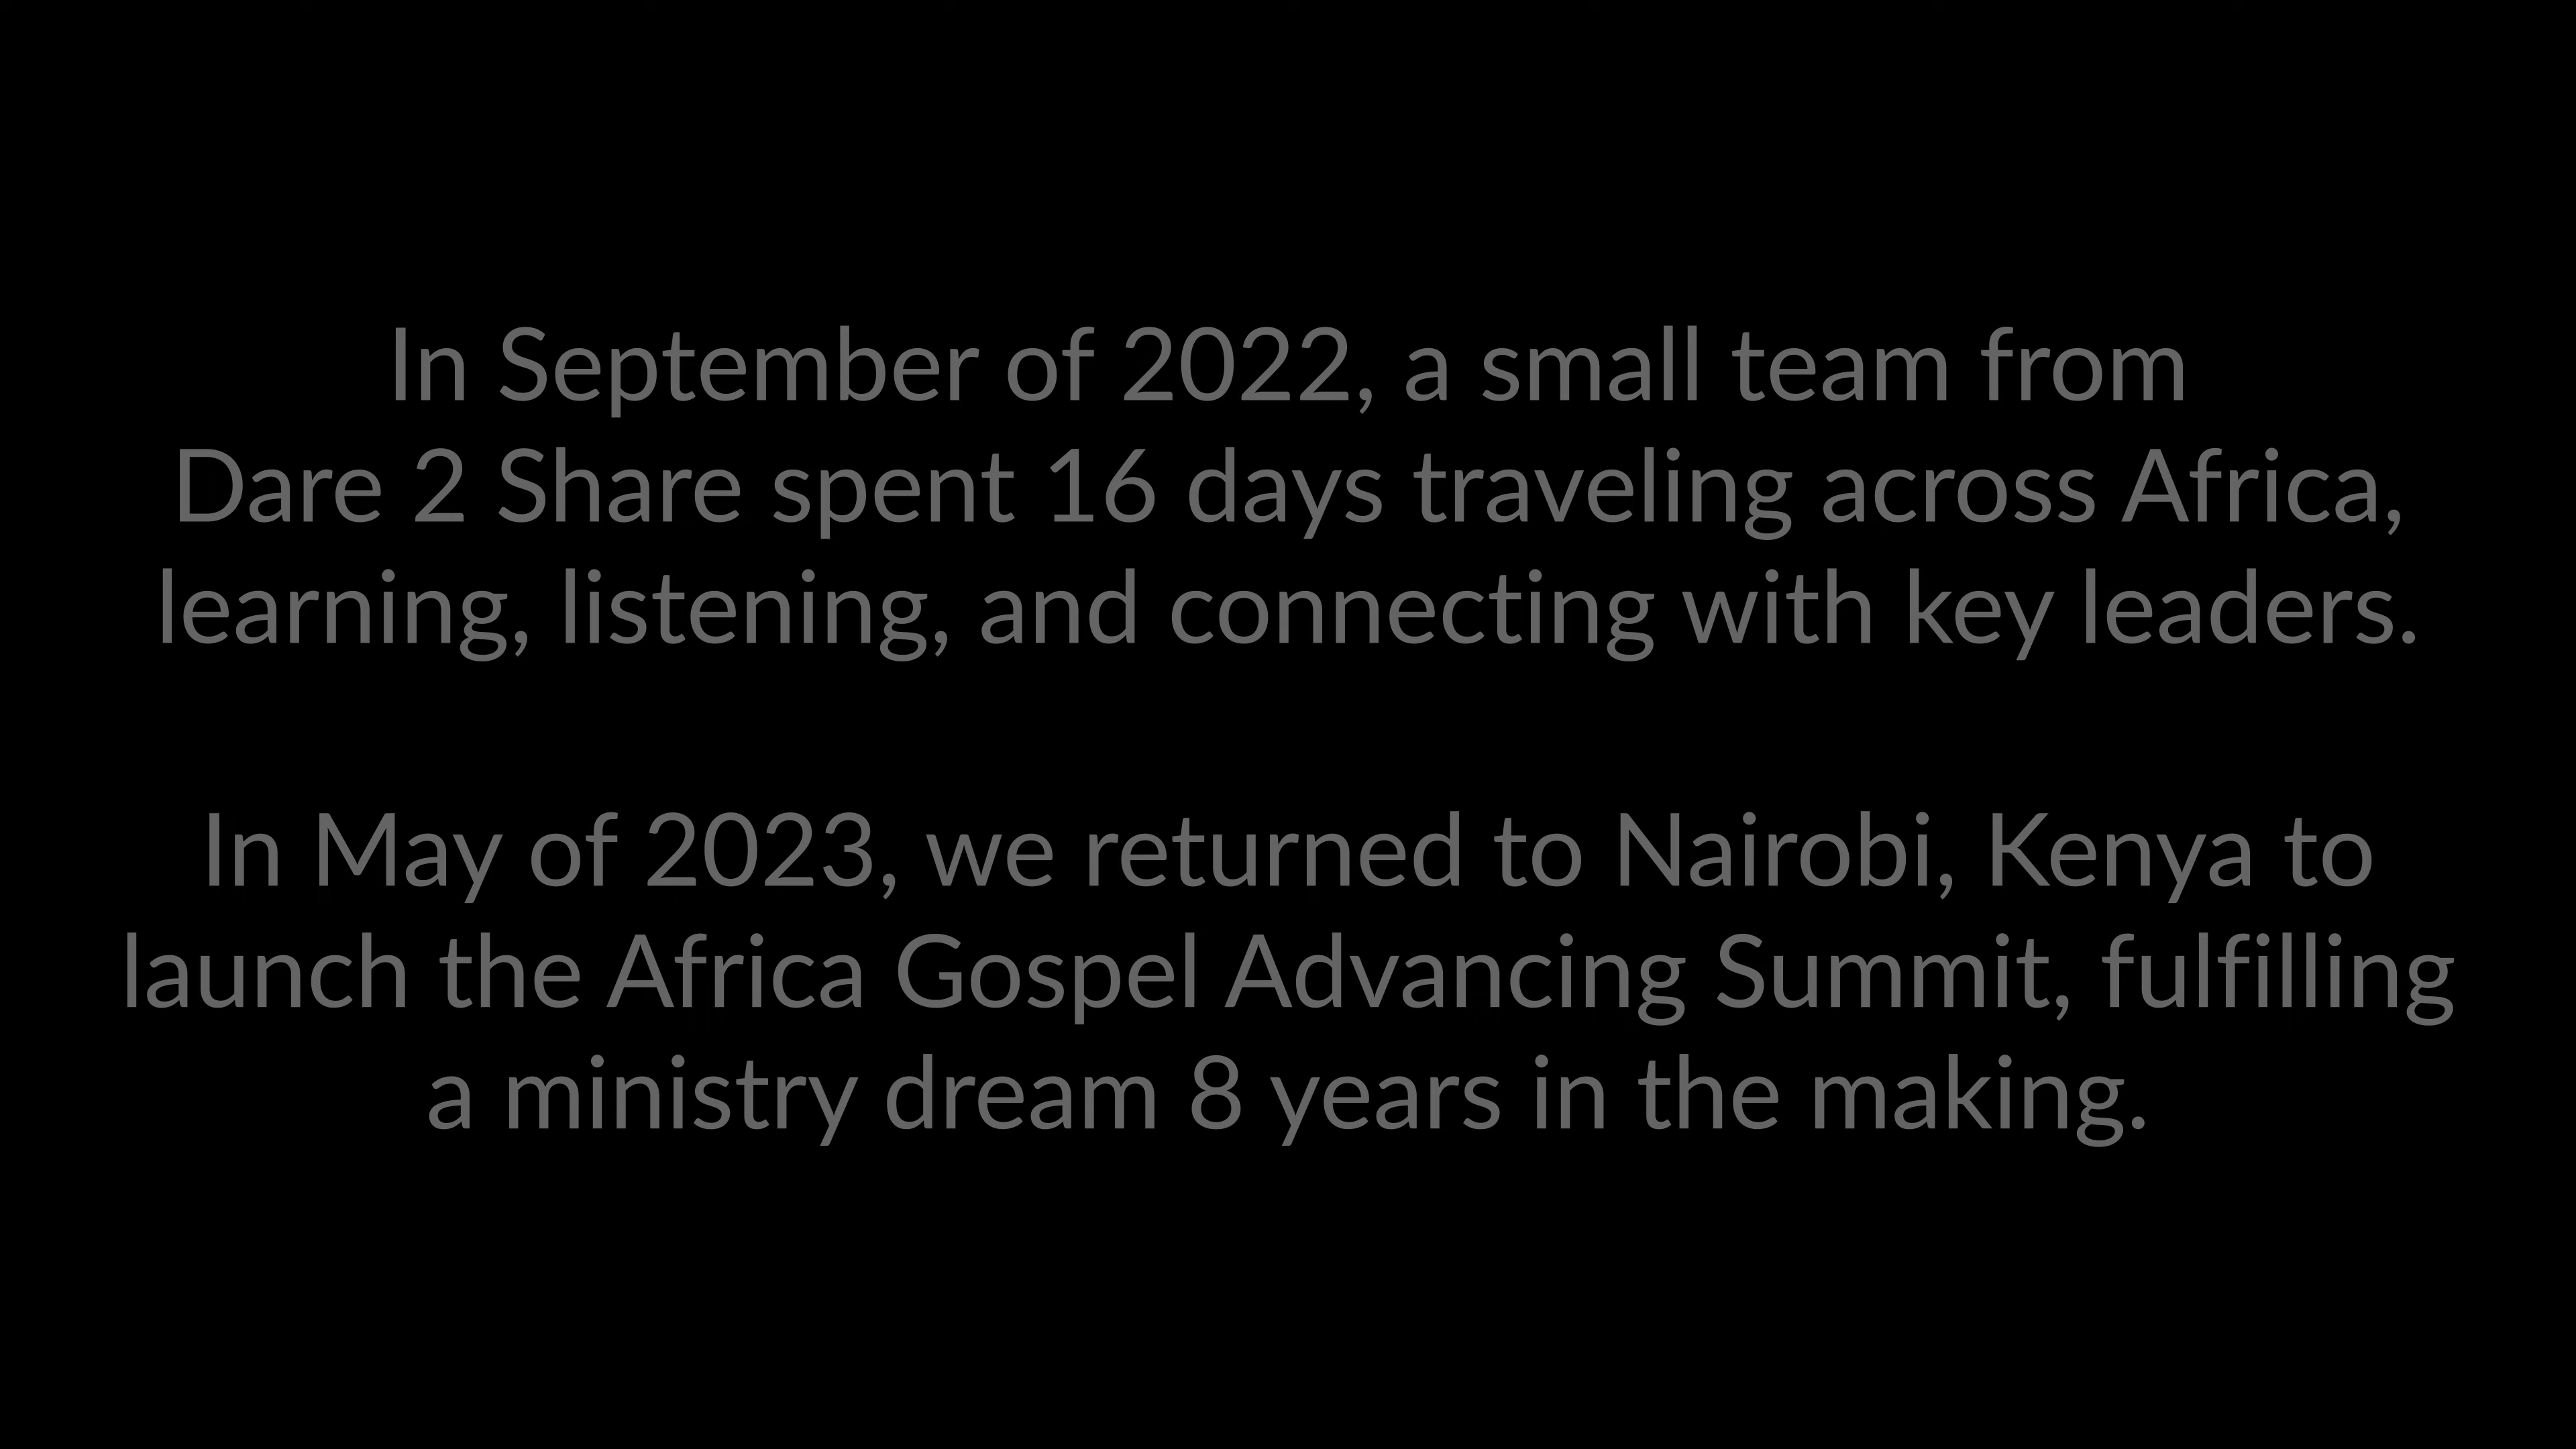 In September of 2022, a small team from
Dare 2 Share spent 16 days traveling across Africa,
learning, listening, and connecting with key leaders.
In May of 2023, we returned to Nairobi, Kenya to
launch the Africa Gospel Advancing Summit, fulfilling
a ministry dream 8 years in the making.